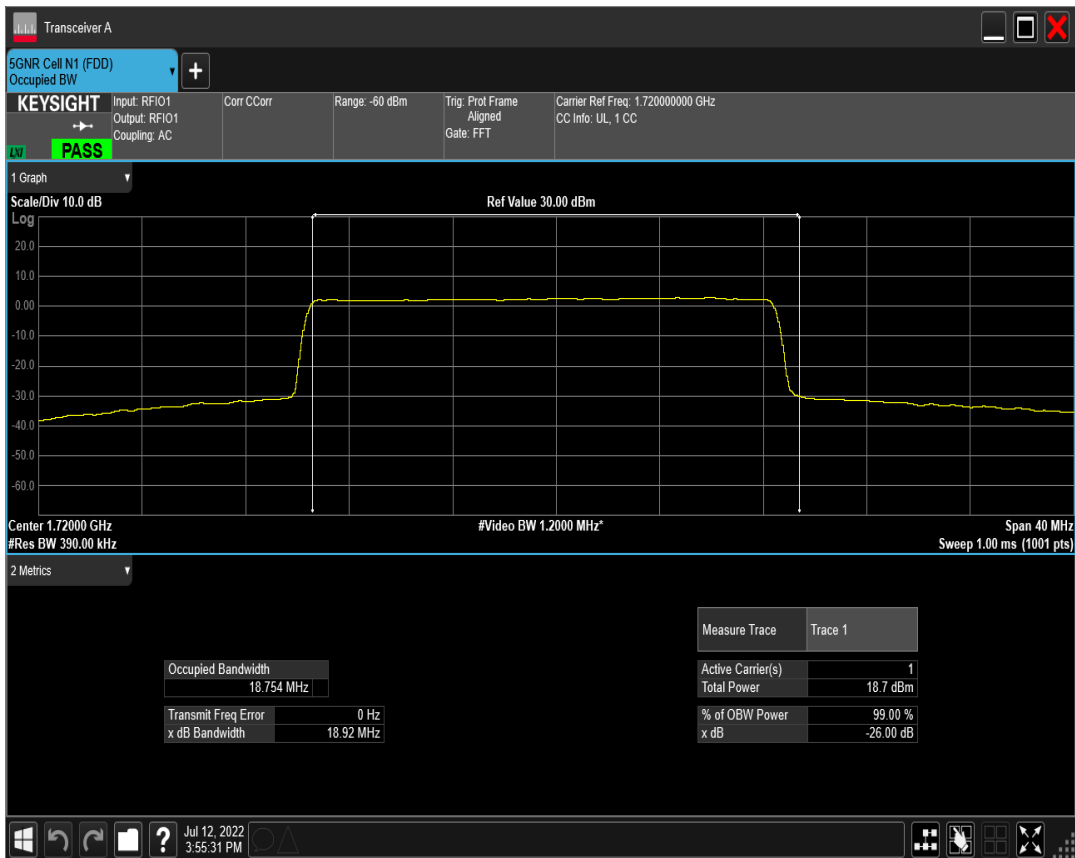 Transceiver A
5GNR Cell N1 (FDD)
Occupied BW
+
KEYSIGHT
LXI
PASS
Input: RFIO1
Output: RFIO1
Coupling: AC
Corr CCorr
Range: -60 dBm
Trig: Prot Frame
Aligned
Gate: FFT
Carrier Ref Freq: 1.720000000 GHz
CC Info: UL, 1 CC
1 Graph
Scale/Div 10.0 dB
Ref Value 30.00 dBm
Log
20.0
10.0
0.00
-10.0
-20.0
-30.0
-40.0
-50.0
-60.0
Center 1.72000 GHz
#Video BW 1.2000 MHz*
Span 40 MHz
#Res BW 390.00 kHz
Sweep 1.00 ms (1001 pts)
2 Metrics
Measure Trace Trace 1
Occupied Bandwidth
18.754 MHz
Active Carrier(s) 1
Total Power 18.7 dBm
Transmit Freq Error 0 Hz
x dB Bandwidth 18.92 MHz
% of OBW Power 99.00 %
x dB -26.00 dB
?
Jul 12, 2022
3:55:31 PM